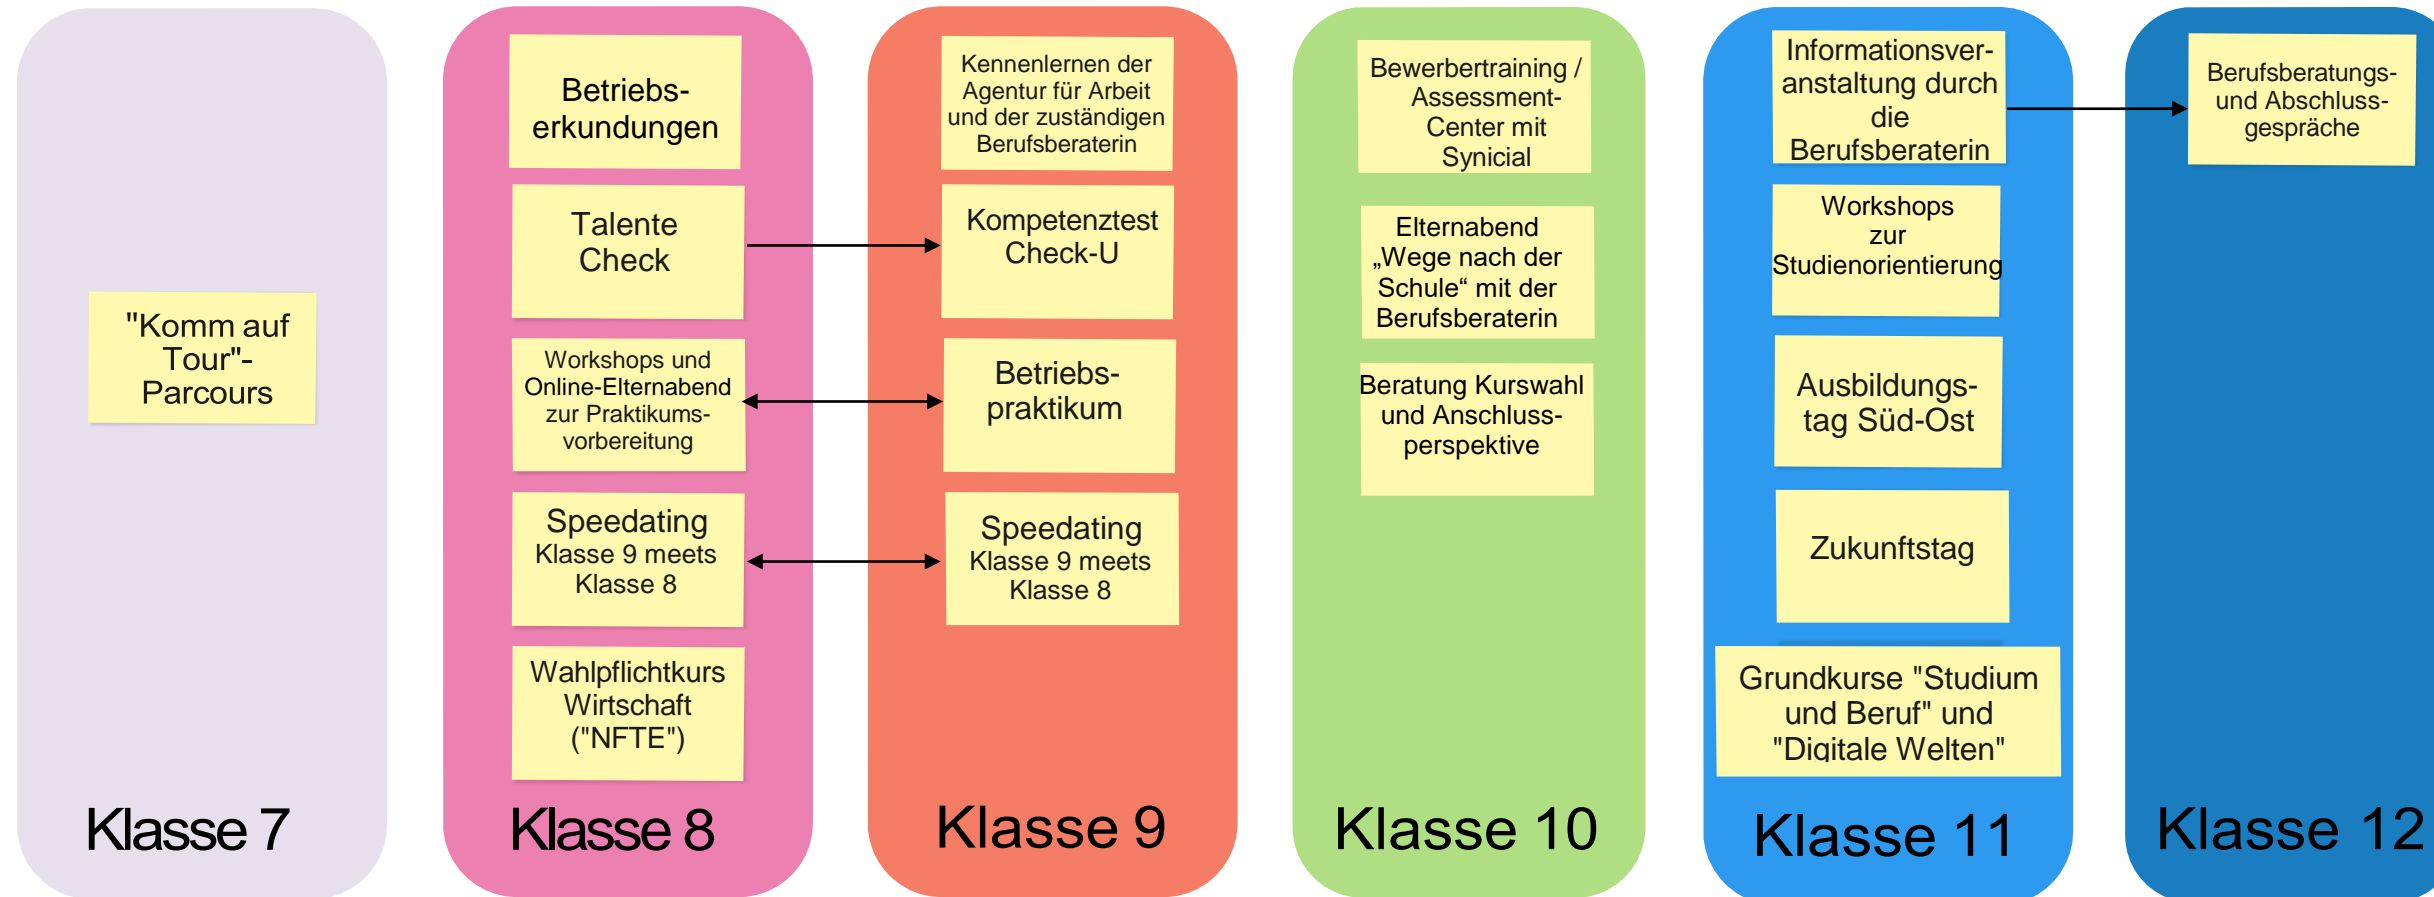 "Komm auf
Tour"-
Parcours
Klasse 7
Betriebs-
erkundungen
Talente
Check
Workshops und
Online-Elternabend
zur Praktikums-
vorbereitung
Speedating
Klasse 9 meets
Klasse 8
Wahlpflichtkurs
Wirtschaft
("NFTE")
Klasse 8
Kennenlernen der
Agentur für Arbeit
und der zuständigen
Berufsberaterin
Kompetenztest
Check-U
Betriebs-
praktikum
Speedating
Klasse 9 meets
Klasse 8
Klasse 9
Bewerbertraining /
Assessment-
Center mit
Synicial
Elternabend
„Wege nach der
Schule“ mit der
Berufsberaterin
Beratung Kurswahl
und Anschluss-
perspektive
Klasse 10
Informationsver-
anstaltung durch
die
Berufsberaterin
Workshops
zur
Studienorientierung
Ausbildungs-
tag Süd-Ost
Zukunftstag
Grundkurse "Studium
und Beruf" und
"Digitale Welten"
Klasse 11
Berufsberatungs-
und Abschluss-
gespräche
Klasse 12